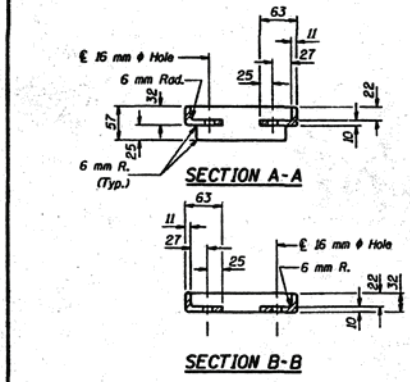 63
11
℄ 16 mm ϕ Hole
27
6 mm Rad.
25
32
22
57
10
25
6 mm R.
(Typ.)
SECTION A-A
63
11
27
℄ 16 mm ϕ Hole
25
6 mm R.
22
32
10
SECTION B-B